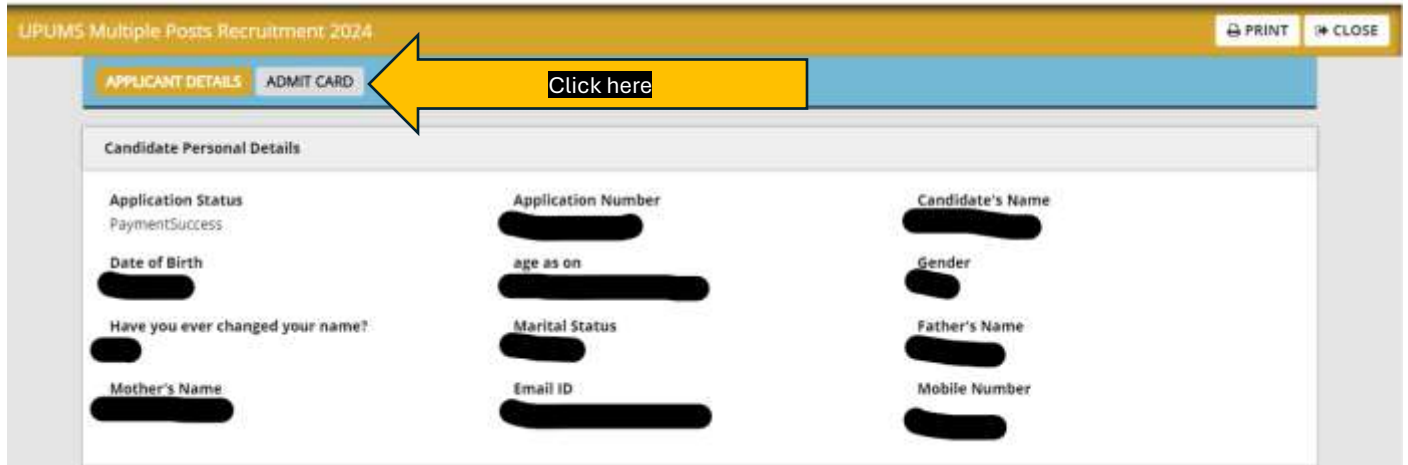 UPUMS Multiple Posts Recruitment 2024
PRINT
CLOSE
APPLICANT DETAILS
ADMIT CARD
Click here
Candidate Personal Details
Application Status
Application Number
Candidate's Name
PaymentSuccess
Date of Birth
age as on
Gender
Have you ever changed your name?
Marital Status
Father's Name
Mother's Name
Email ID
Mobile Number